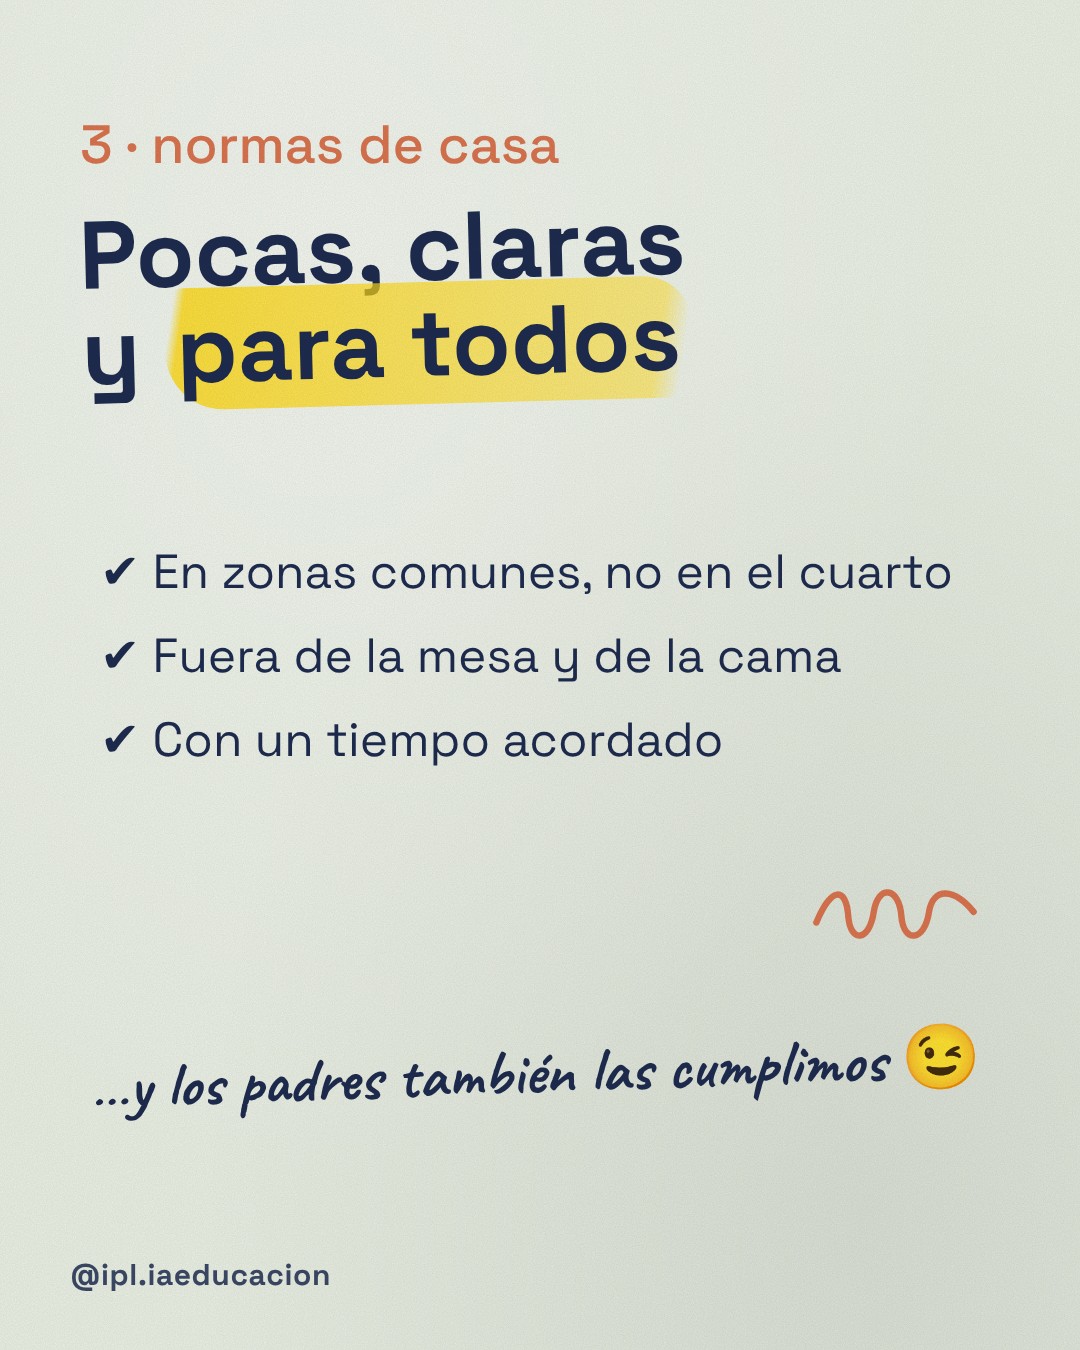 3 · normas de casa
Pocas, claras
y para todos
✔ En zonas comunes, no en el cuarto
✔ Fuera de la mesa y de la cama
✔ Con un tiempo acordado
...y los padres también las cumplimos 😉
@ipl.iaeducacion